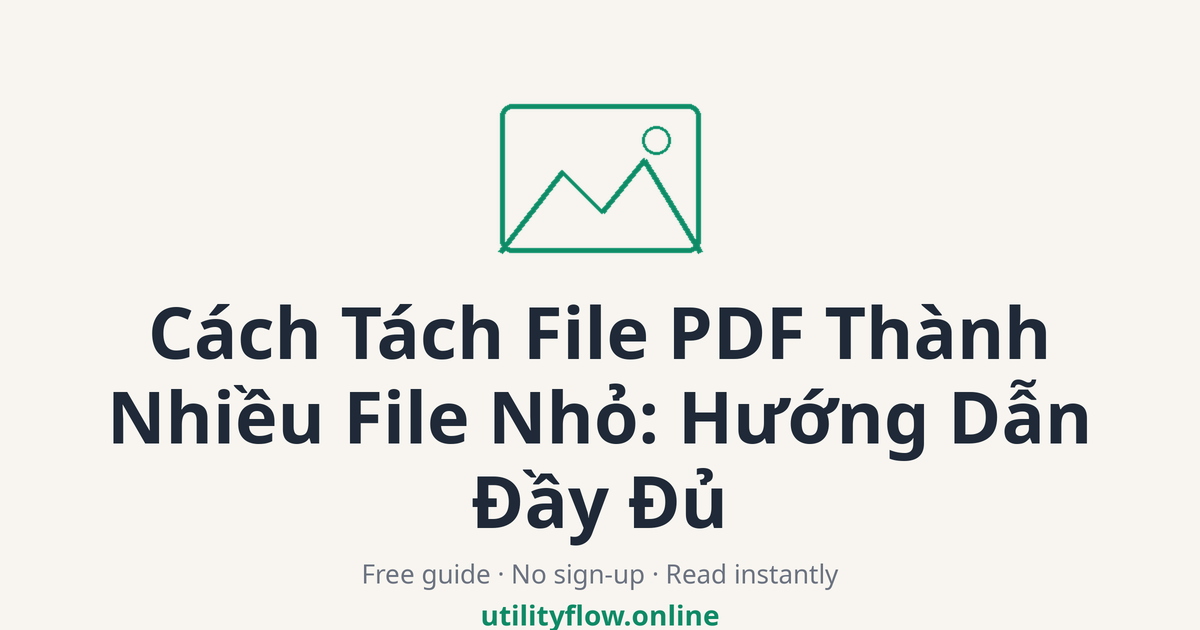 Cách Tách File PDF Thành
Nhiều File Nhỏ: Hướng Dẫn
Đầy Đủ
Free guide · No sign-up · Read instantly
utilityflow.online